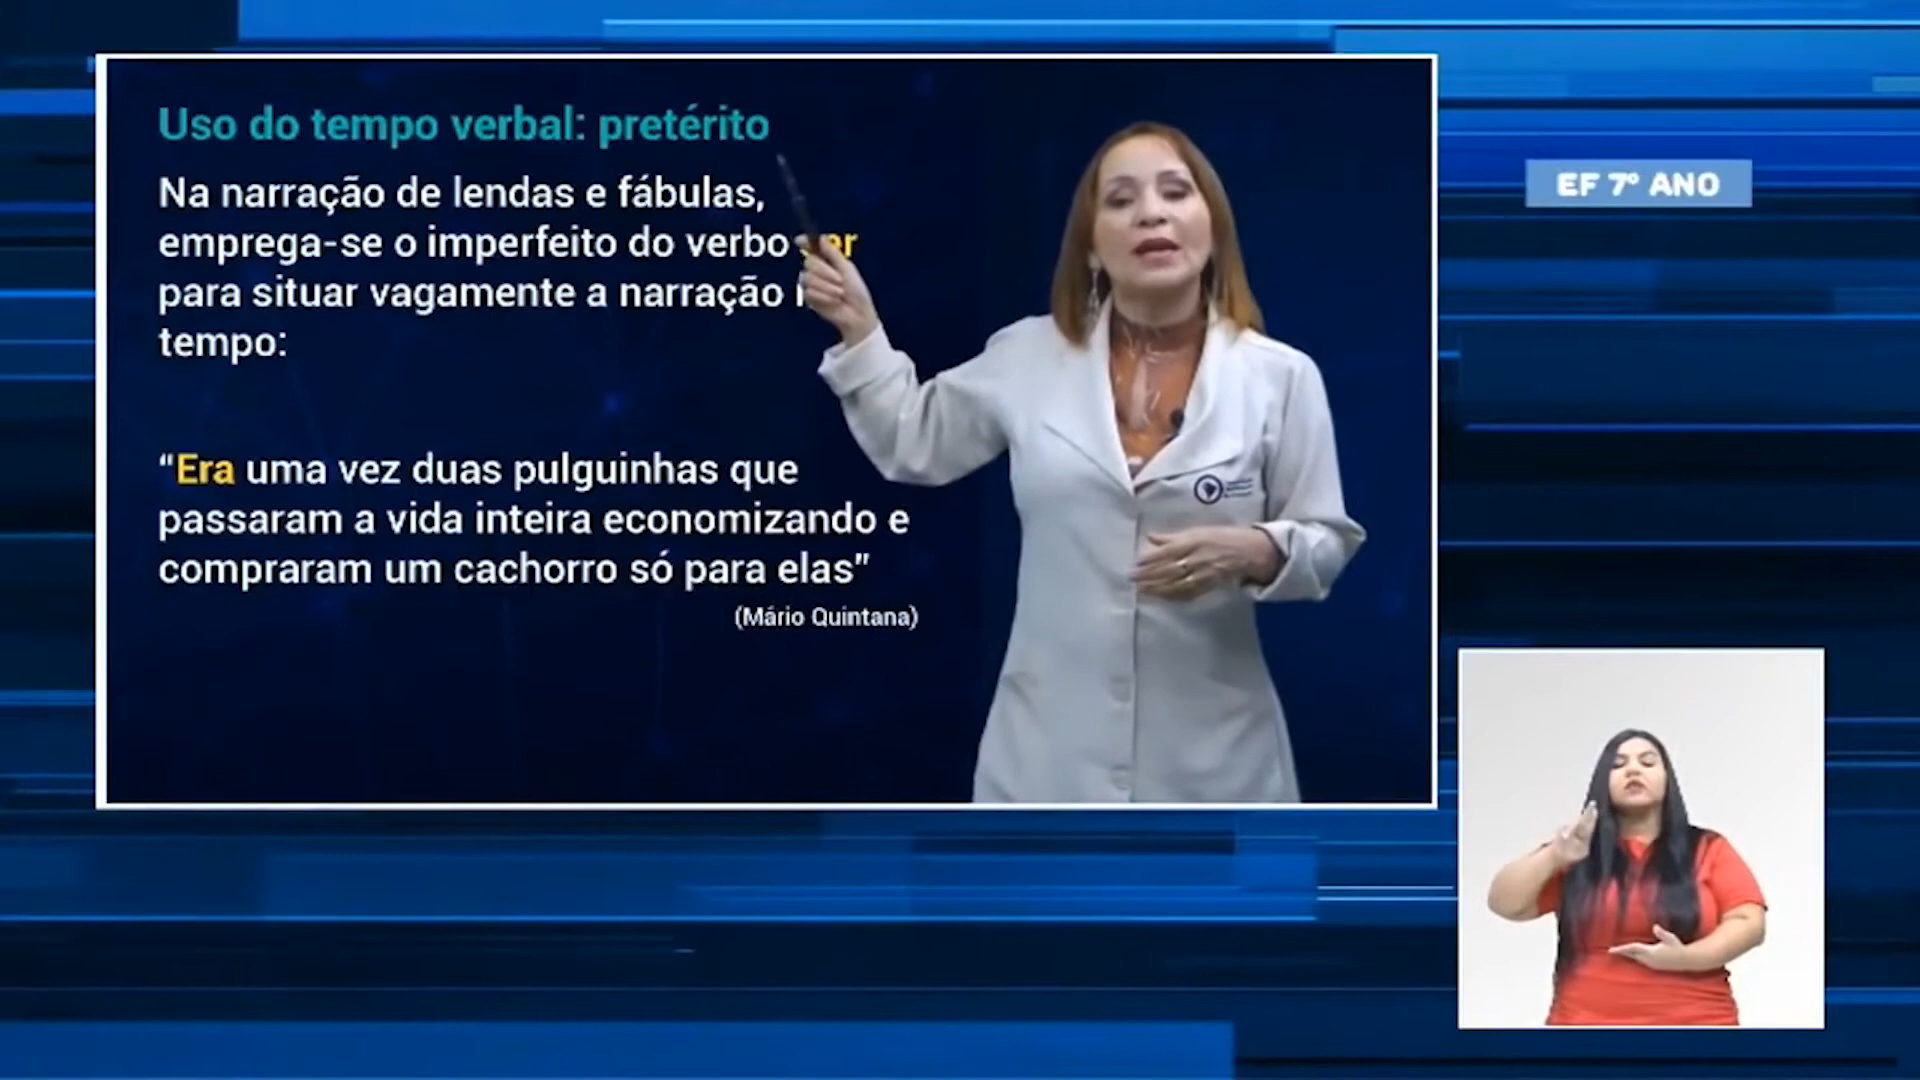 Uso do tempo verbal: pretérito
Na narração de lendas e fábulas,
emprega-se o imperfeito do verbo
para situar vagamente a narração
tempo:
“Era uma vez duas pulguinhas que
passaram a vida inteira economizando e
compraram um cachorro só para elas”
(Mário Quintana)
EF 7º ANO